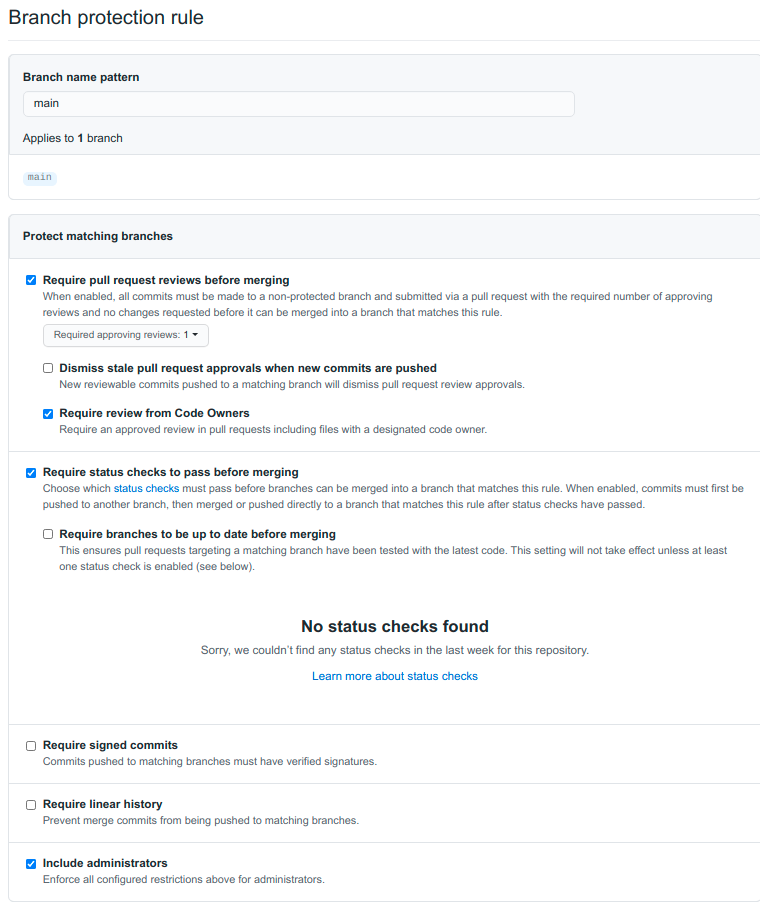 Branch protection rule
Branch name pattern
main
Applies to 1 branch
main
Protect matching branches
Require pull request reviews before merging
When enabled, all commits must be made to a non-protected branch and submitted via a pull request with the required number of approving
reviews and no changes requested before it can be merged into a branch that matches this rule.
Required approving reviews: 1
Dismiss stale pull request approvals when new commits are pushed
New reviewable commits pushed to a matching branch will dismiss pull request review approvals.
Require review from Code Owners
Require an approved review in pull requests including files with a designated code owner.
Require status checks to pass before merging
Choose which status checks must pass before branches can be merged into a branch that matches this rule. When enabled, commits must first be
pushed to another branch, then merged or pushed directly to a branch that matches this rule after status checks have passed.
Require branches to be up to date before merging
This ensures pull requests targeting a matching branch have been tested with the latest code. This setting will not take effect unless at least
one status check is enabled (see below).
No status checks found
Sorry, we couldn't find any status checks in the last week for this repository.
Learn more about status checks
Require signed commits
Commits pushed to matching branches must have verified signatures.
Require linear history
Prevent merge commits from being pushed to matching branches.
Include administrators
Enforce all configured restrictions above for administrators.